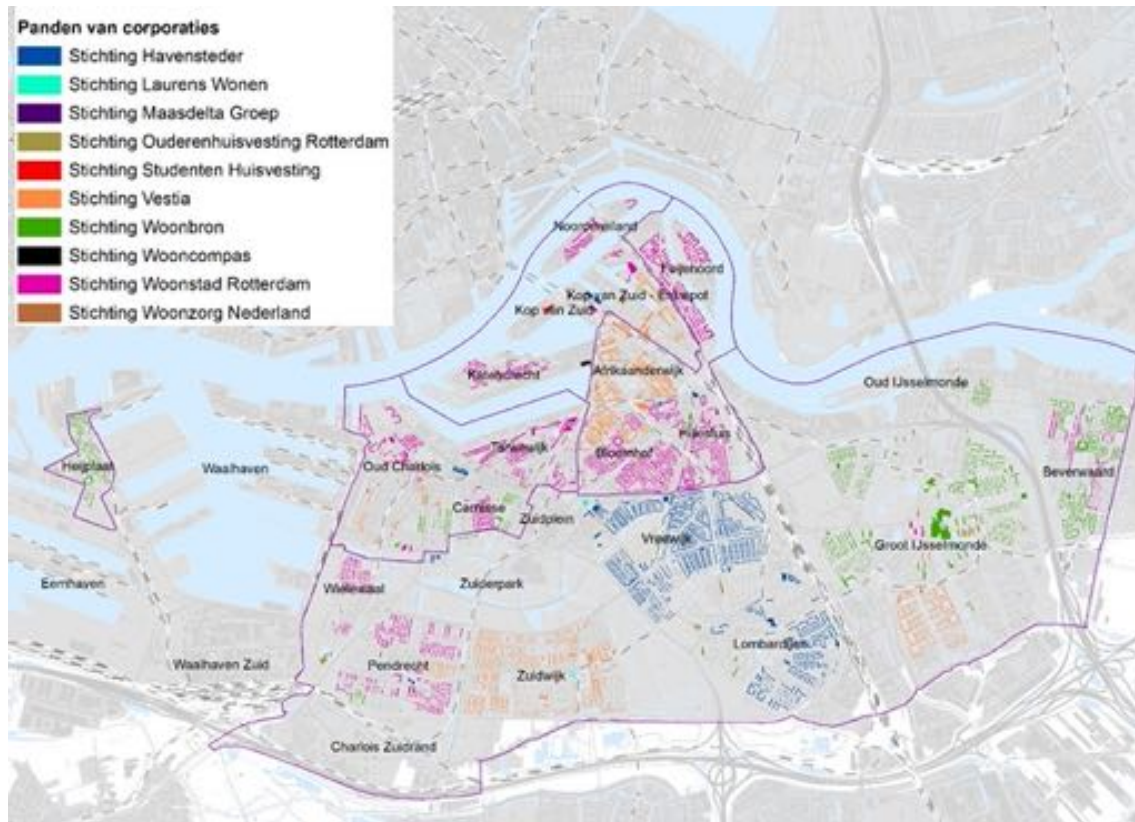 Panden van corporaties
Stichting Havensteder
Stichting Laurens Wonen
Stichting Maasdelta Groep
Stichting Ouderenhuisvesting Rotterdam
Stichting Studenten Huisvesting
Stichting Vestia
Stichting Woonbron
Stichting Wooncompas
Stichting Woonstad Rotterdam
Stichting Woonzorg Nederland
Noordereiland
Feijenoord
Kop van Zuid - Entrepot
Kop van Zuid
Katendrecht
Afrikaanderwijk
Oud IJsselmonde
Hillesluis
Tarwewijk
Bloemhof
Heijplaat
Waalhaven
Oud Charlois
Beverwaard
Carnisse
Zuidplein
Vreewijk
Groot IJsselmonde
Eemhaven
Wielewaal
Zuiderpark
Lombardijen
Waalhaven Zuid
Pendrecht
Zuidwijk
Charlois Zuidrand